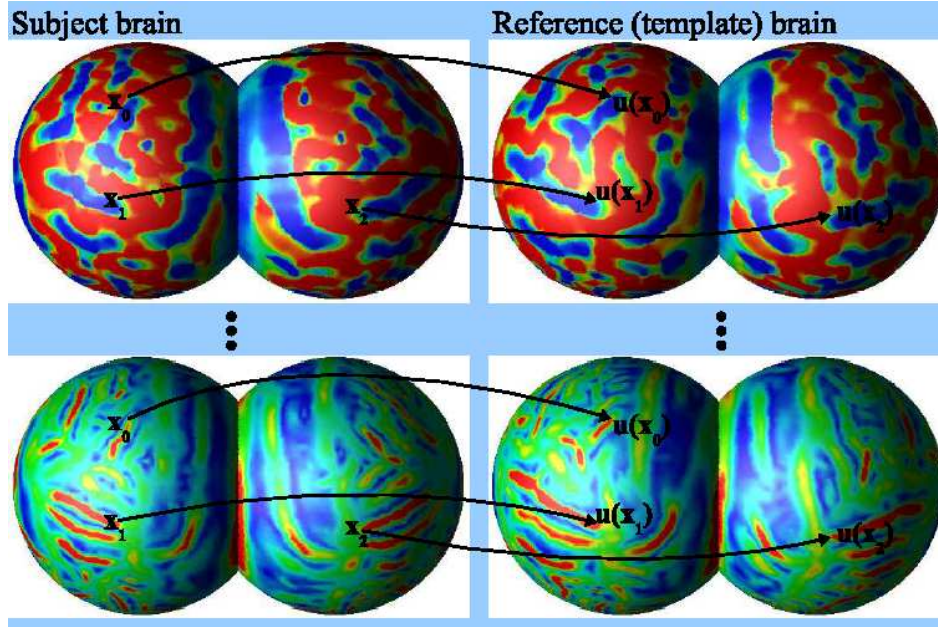 Subject brain
Reference (template) brain
x₀
u(x₀)
x₁
u(x₁)
x₂
u(x₂)
x₀
u(x₀)
x₁
u(x₁)
x₂
u(x₂)